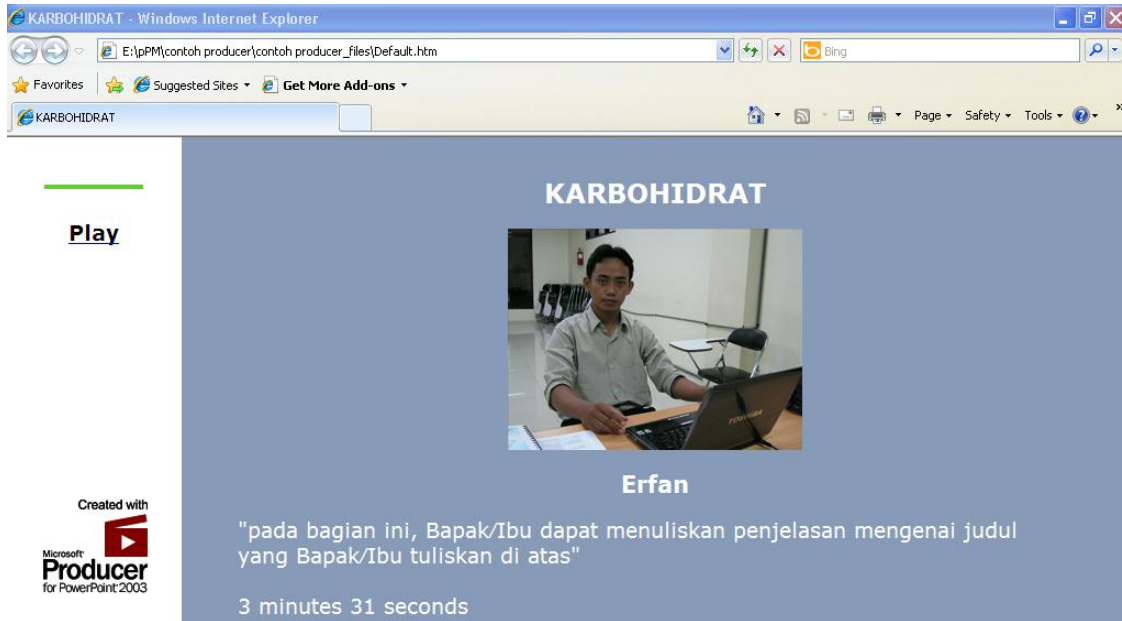 KARBOHIDRAT - Windows Internet Explorer
E:\pPM\contoh producer\contoh producer_files\Default.htm
Bing
Favorites
Suggested Sites
Get More Add-ons
KARBOHIDRAT
Page
Safety
Tools
Play
KARBOHIDRAT
TOSHIBA
Erfan
"pada bagian ini, Bapak/Ibu dapat menuliskan penjelasan mengenai judul
yang Bapak/Ibu tuliskan di atas"
3 minutes 31 seconds
Created with
Microsoft
Producer
for PowerPoint 2003